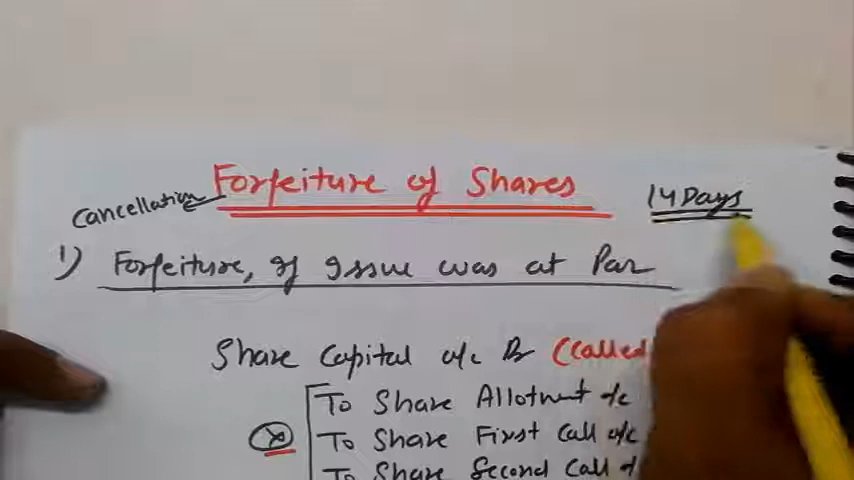 Forfeiture of Shares
14 Days
Cancellation
1) Forfeiture, if Issue was at Par
Share Capital a/c Dr (Called
To Share Allotment a/c
To Share First Call a/c
To Share Second Call a